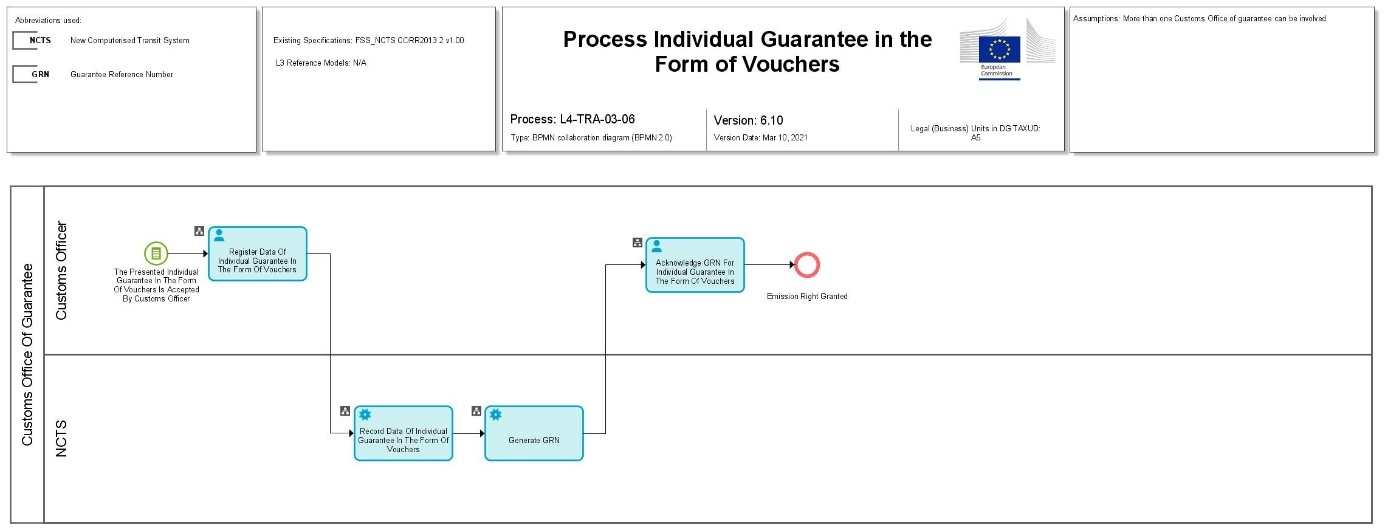 Abbreviations used:
NCTS New Computerised Transit System
GRN Guarantee Reference Number
Existing Specifications: FSS_NCTS CORR2013 2 v1.00
L3 Reference Models: N/A
Process Individual Guarantee in the
Form of Vouchers
European
Commission
Process: L4-TRA-03-06
Type: BPMN collaboration diagram (BPMN 2.0)
Version: 6.10
Version Date: Mar 10, 2021
Legal (Business) Units in DG TAXUD:
A5
Assumptions: More than one Customs Office of guarantee can be involved
Customs Office Of Guarantee
Customs Officer
The Presented Individual
Guarantee In The Form
Of Vouchers Is Accepted
By Customs Officer
Register Data Of
Individual Guarantee In
The Form Of Vouchers
Acknowledge GRN For
Individual Guarantee In
The Form Of Vouchers
Emission Right Granted
NCTS
Record Data Of Individual
Guarantee In The Form Of
Vouchers
Generate GRN